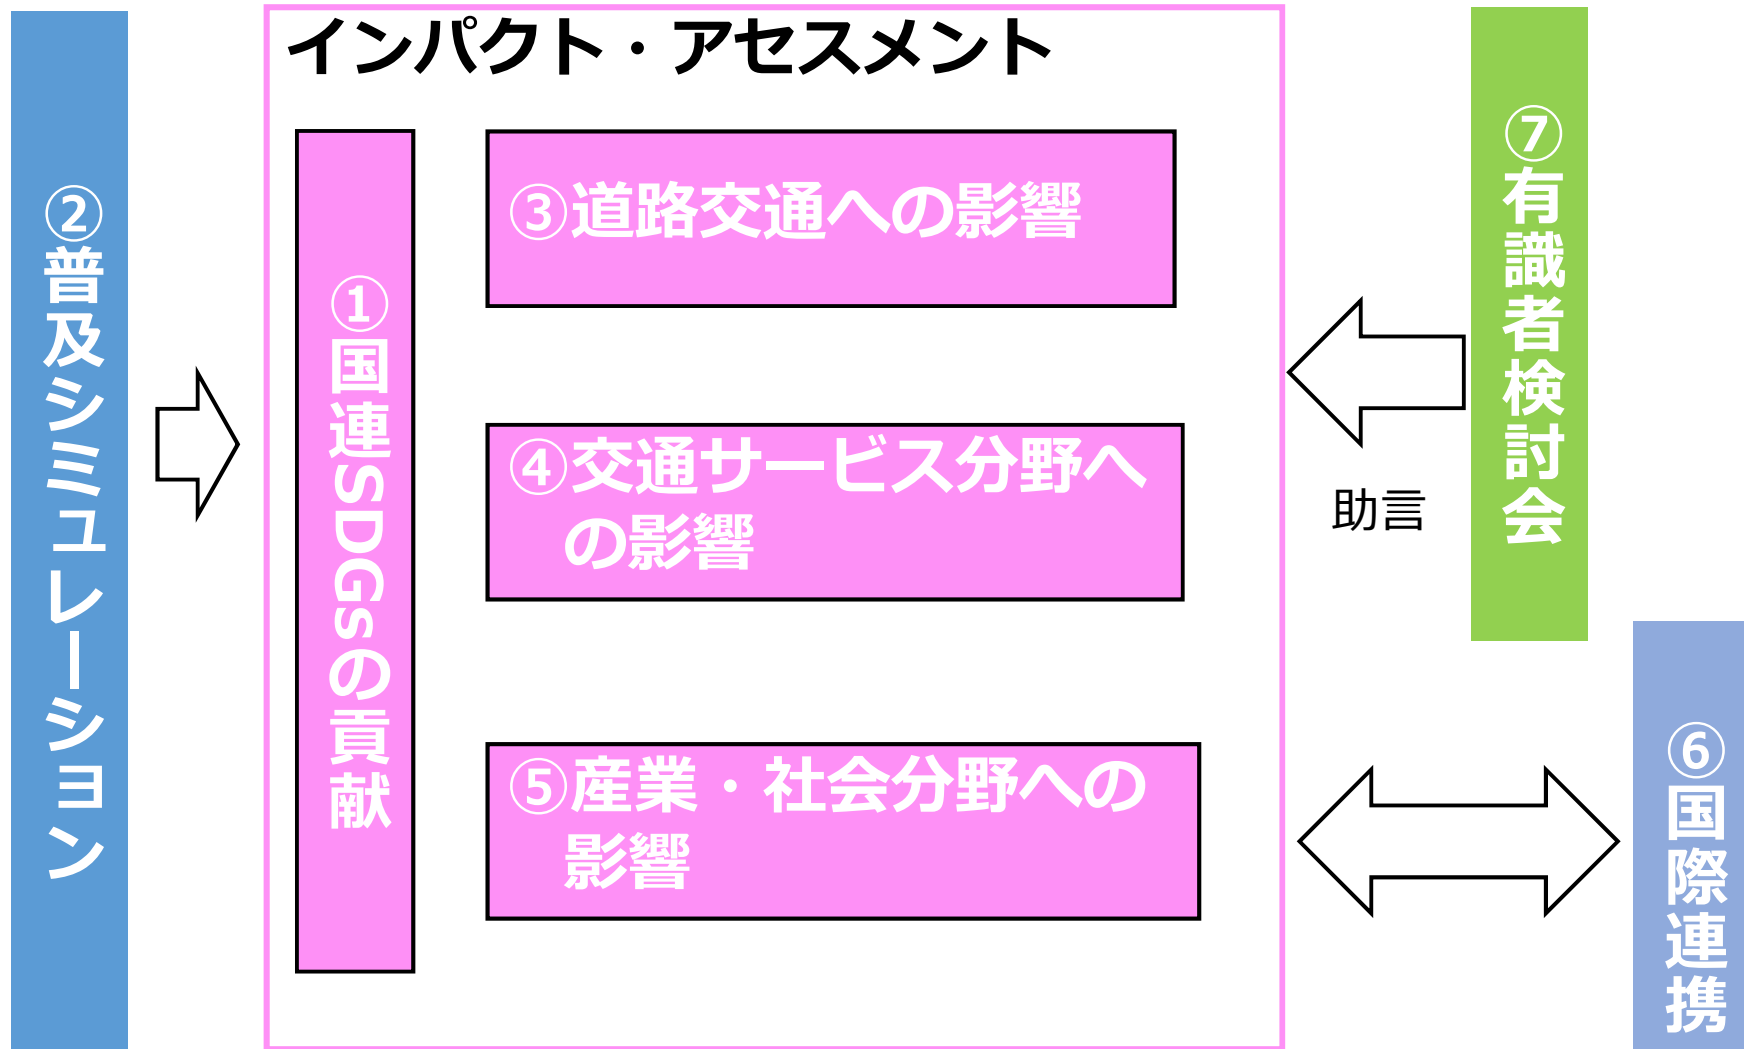 インパクト・アセスメント
②普及シミュレーション
①国連SDGsの貢献
③道路交通への影響
④交通サービス分野へ
の影響
⑤産業・社会分野への
影響
⑦有識者検討会
助言
⑥国際連携